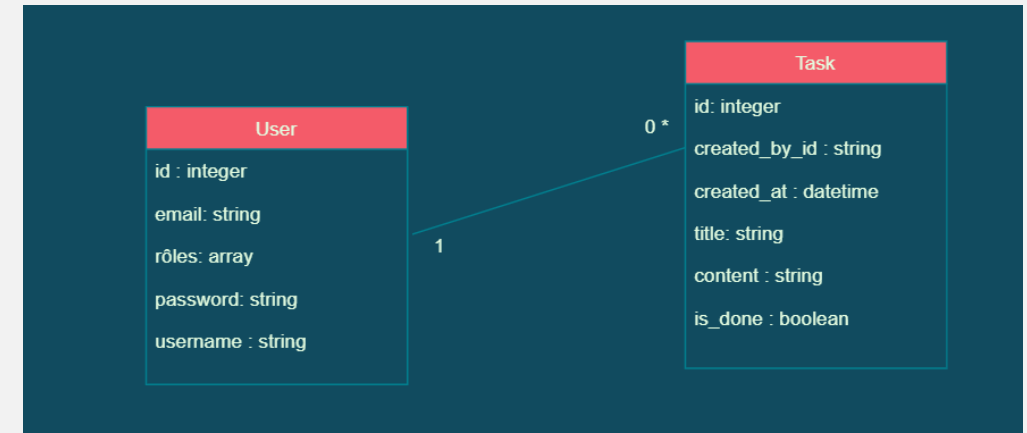 User
id : integer
email: string
rôles: array
password: string
username : string
1
0 *
Task
id: integer
created_by_id : string
created_at : datetime
title: string
content : string
is_done : boolean